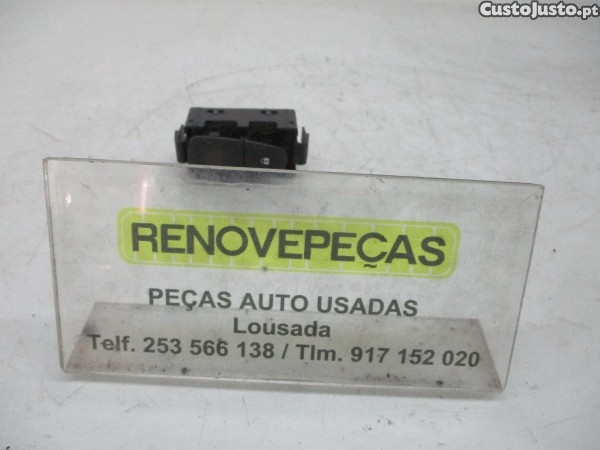 CustoJusto.pt
RENOVEPEÇAS
PEÇAS AUTO USADAS
Lousada
Telf. 253 566 138 / Tlm. 917 152 020